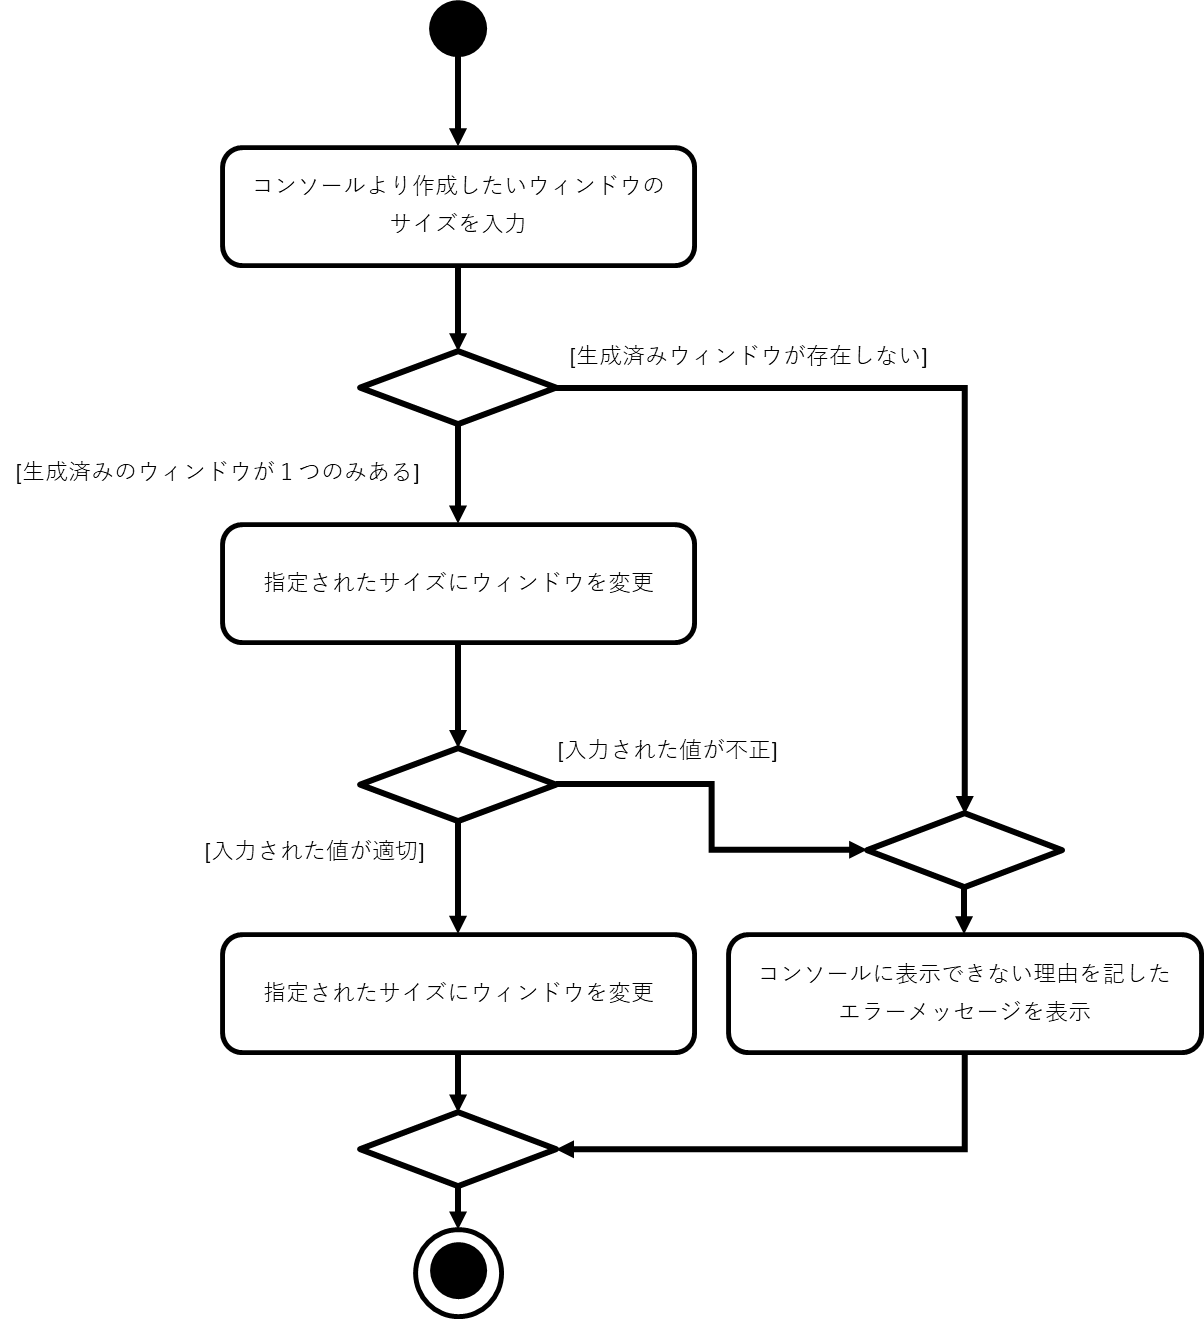 コンソールより作成したいウィンドウの
サイズを入力
[生成済みウィンドウが存在しない]
[生成済みのウィンドウが１つのみある]
指定されたサイズにウィンドウを変更
[入力された値が不正]
[入力された値が適切]
指定されたサイズにウィンドウを変更
コンソールに表示できない理由を記した
エラーメッセージを表示